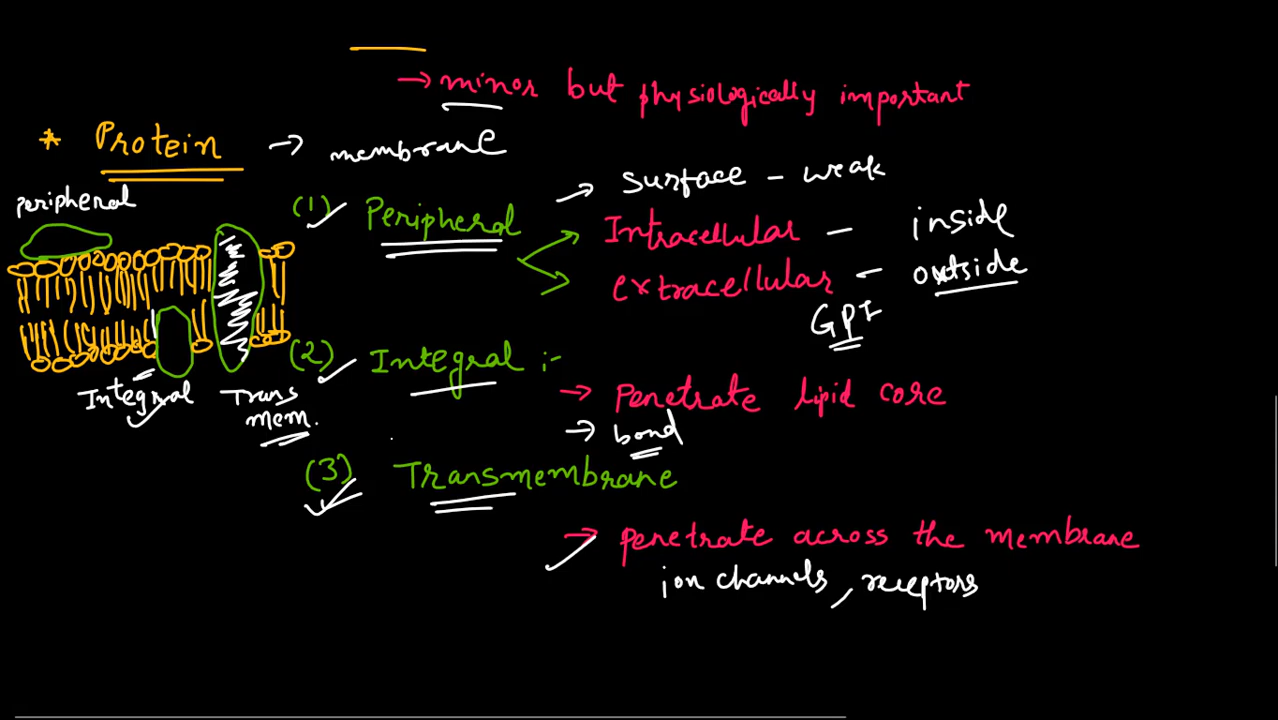 → minor but physiologically important
* Protein → membrane
peripheral
(1) Peripheral → surface - weak
Intracellular - inside
extracellular - outside
GPI
(2) Integral :-
→ Penetrate lipid core
→ bond
Integral
Trans mem.
(3) Transmembrane
→ penetrate across the membrane
ion channels, receptors